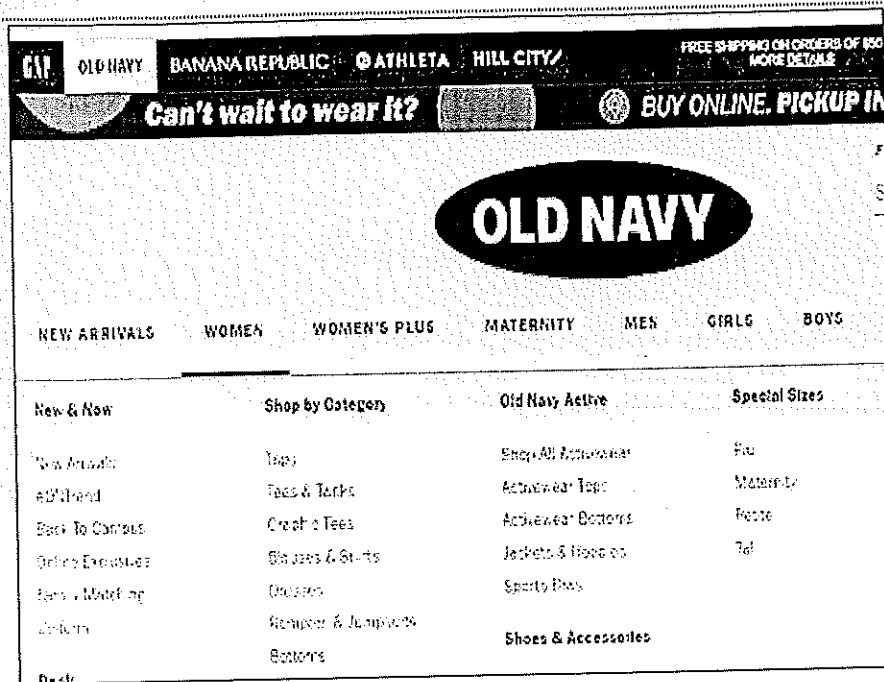 GAP OLD NAVY BANANA REPUBLIC ATHLETA HILL CITY FREE SHIPPING ON ORDERS OF $50
MORE DETAILS
Can't wait to wear it? BUY ONLINE. PICKUP IN
F
S
OLD NAVY
NEW ARRIVALS WOMEN WOMEN'S PLUS MATERNITY MEN GIRLS BOYS
New & Now Shop by Category Old Navy Active Special Sizes
New Arrivals Tops Shop All Activewear Plus
Tees & Tanks Activewear Tops Maternity
Back To Campus Graphic Tees Activewear Bottoms Petite
Online Exclusives Blouses & Shirts Jackets & Hoodies Tall
Family Matching Dresses Sports Bras
Uniforms Rompers & Jumpsuits Shoes & Accessories
Bottoms